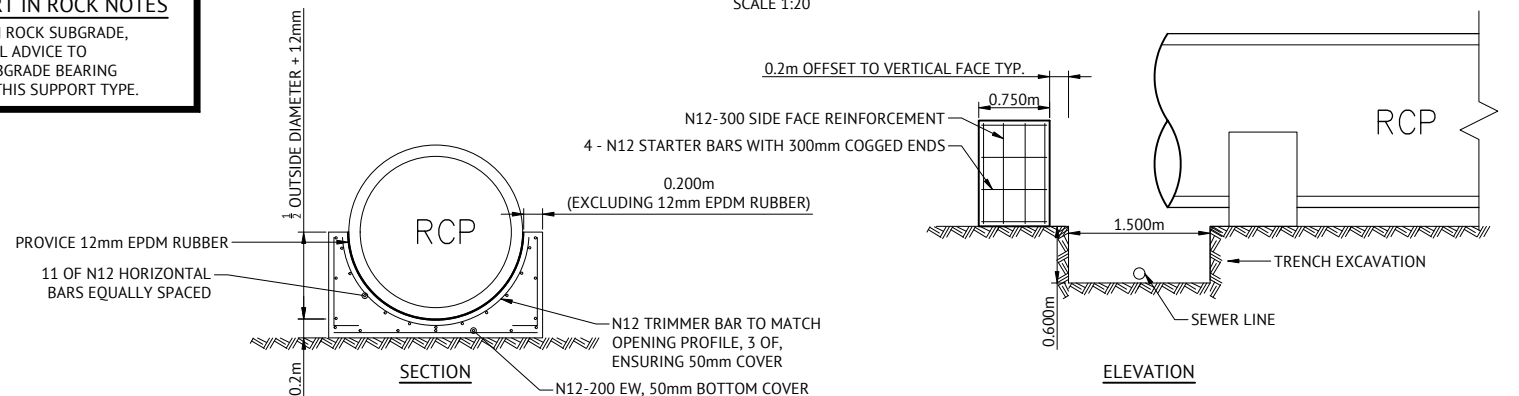 RT IN ROCK NOTES
ROCK SUBGRADE,
L ADVICE TO
BGRADE BEARING
THIS SUPPORT TYPE.
SCALE 1:20
½ OUTSIDE DIAMETER + 12mm
0.2m
RCP
PROVICE 12mm EPDM RUBBER
11 OF N12 HORIZONTAL
BARS EQUALLY SPACED
0.200m
(EXCLUDING 12mm EPDM RUBBER)
N12 TRIMMER BAR TO MATCH
OPENING PROFILE, 3 OF,
ENSURING 50mm COVER
N12-200 EW, 50mm BOTTOM COVER
SECTION
0.2m OFFSET TO VERTICAL FACE TYP.
0.750m
N12-300 SIDE FACE REINFORCEMENT
4 - N12 STARTER BARS WITH 300mm COGGED ENDS
RCP
1.500m
0.600m
TRENCH EXCAVATION
SEWER LINE
ELEVATION